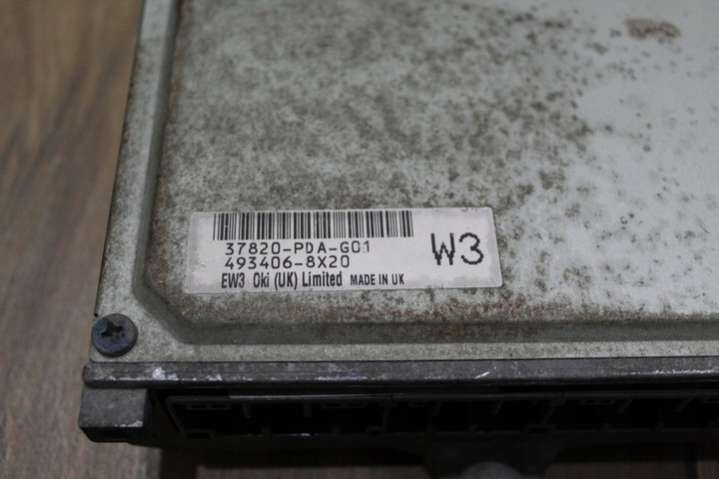 37820-PDA-G01
493406-8X20
W3
EW3 Oki (UK) Limited MADE IN UK